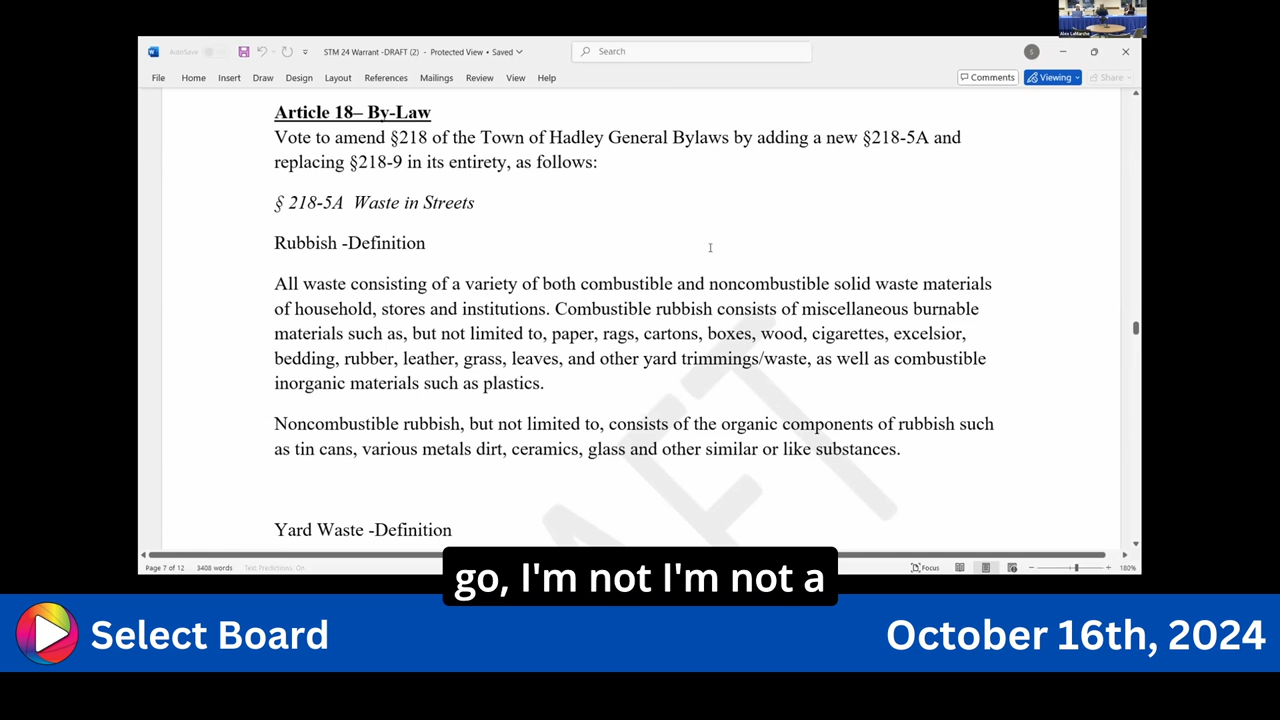 Alex LaMarche
AutoSave
STM 24 Warrant -DRAFT (2) - Protected View • Saved
Search
S
File Home Insert Draw Design Layout References Mailings Review View Help
Comments Viewing Share
Article 18– By-Law
Vote to amend §218 of the Town of Hadley General Bylaws by adding a new §218-5A and
replacing §218-9 in its entirety, as follows:
§ 218-5A Waste in Streets
Rubbish -Definition
All waste consisting of a variety of both combustible and noncombustible solid waste materials
of household, stores and institutions. Combustible rubbish consists of miscellaneous burnable
materials such as, but not limited to, paper, rags, cartons, boxes, wood, cigarettes, excelsior,
bedding, rubber, leather, grass, leaves, and other yard trimmings/waste, as well as combustible
inorganic materials such as plastics.
Noncombustible rubbish, but not limited to, consists of the organic components of rubbish such
as tin cans, various metals dirt, ceramics, glass and other similar or like substances.
Yard Waste -Definition
Page 7 of 12 3408 words Text Predictions: On Focus 180%
go, I'm not I'm not a
Select Board October 16th, 2024